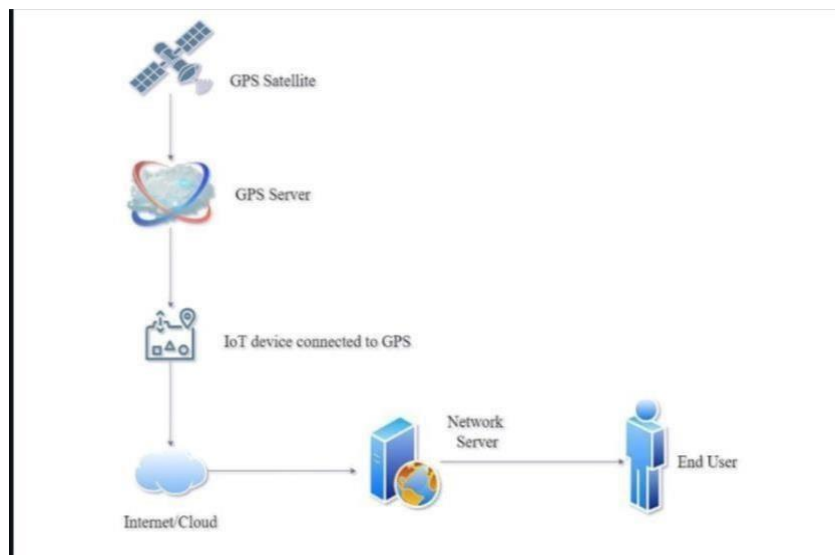 GPS Satellite
GPS Server
IoT device connected to GPS
Network
Server
End User
Internet/Cloud